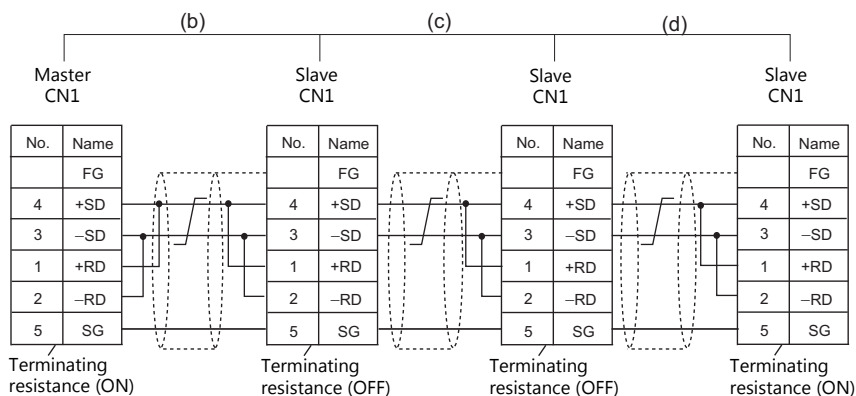 (b) (c) (d)
Master
CN1
Slave
CN1
Slave
CN1
Slave
CN1
No. Name No. Name No. Name No. Name
FG FG FG FG
4 +SD 4 +SD 4 +SD 4 +SD
3 –SD 3 –SD 3 –SD 3 –SD
1 +RD 1 +RD 1 +RD 1 +RD
2 –RD 2 –RD 2 –RD 2 –RD
5 SG 5 SG 5 SG 5 SG
Terminating
resistance (ON)
Terminating
resistance (OFF)
Terminating
resistance (OFF)
Terminating
resistance (ON)